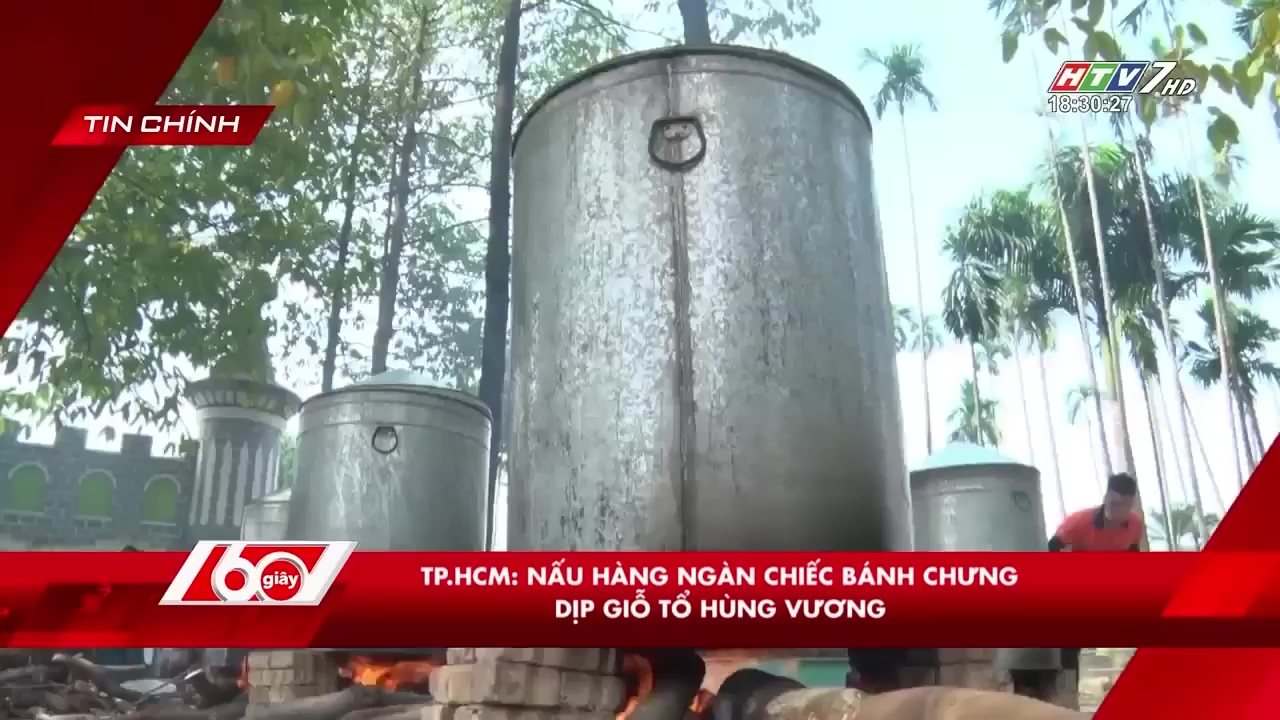 HTV7 HD
18:30:27
TIN CHÍNH
60 giây
TP.HCM: NẤU HÀNG NGÀN CHIẾC BÁNH CHƯNG
DỊP GIỖ TỔ HÙNG VƯƠNG